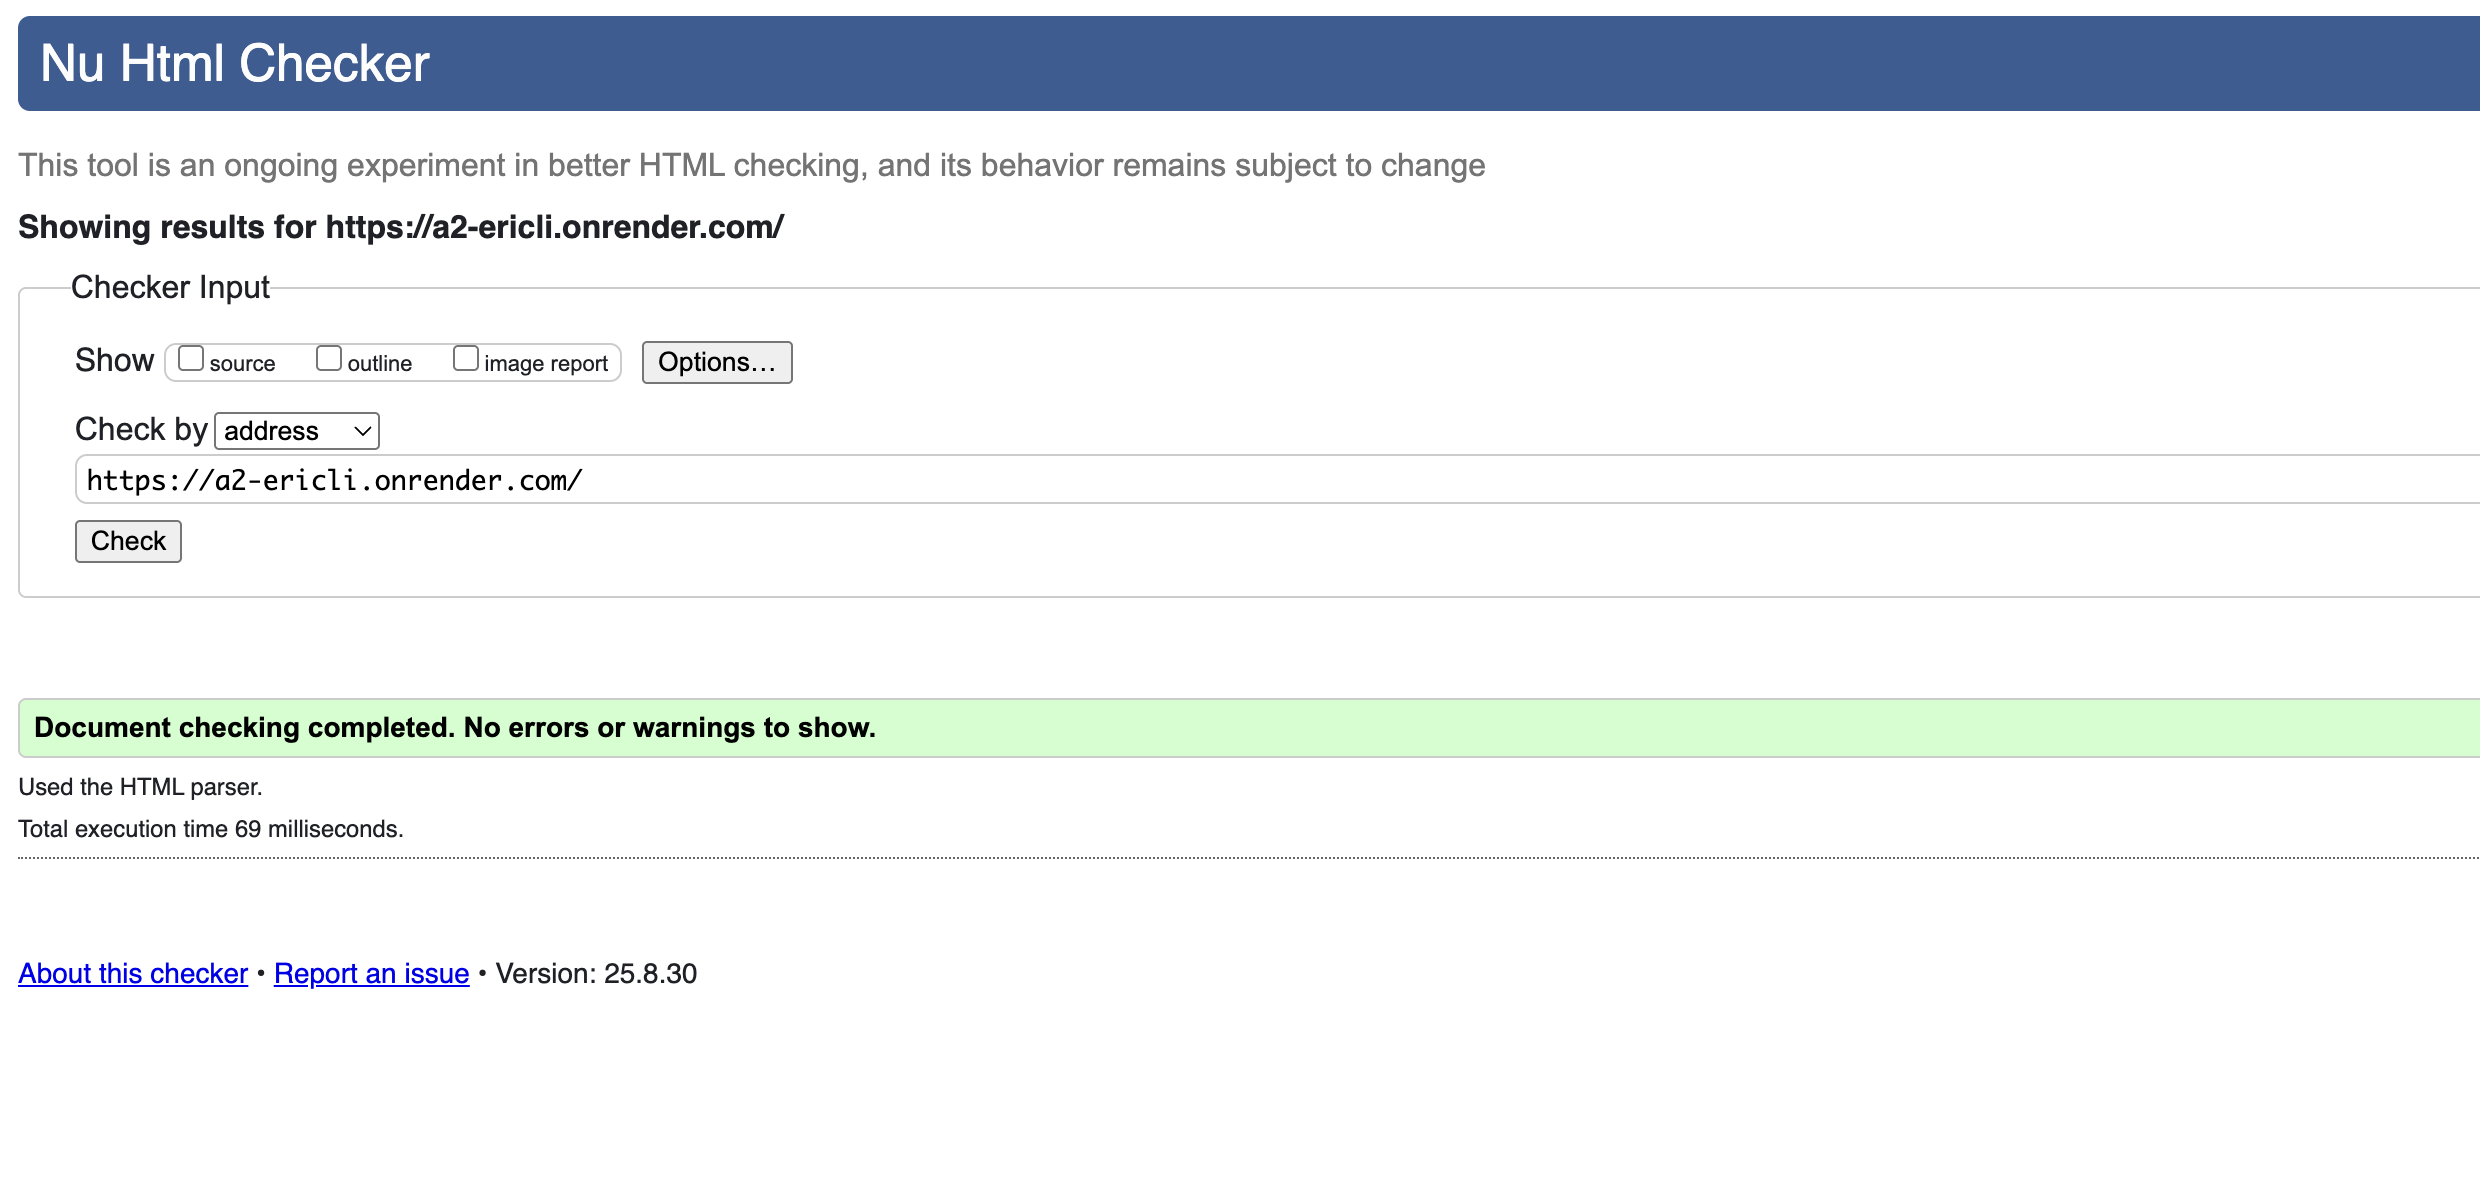 Nu Html Checker
This tool is an ongoing experiment in better HTML checking, and its behavior remains subject to change
Showing results for https://a2-ericli.onrender.com/
Checker Input
Show source outline image report Options...
Check by address
https://a2-ericli.onrender.com/
Check
Document checking completed. No errors or warnings to show.
Used the HTML parser.
Total execution time 69 milliseconds.
About this checker • Report an issue • Version: 25.8.30